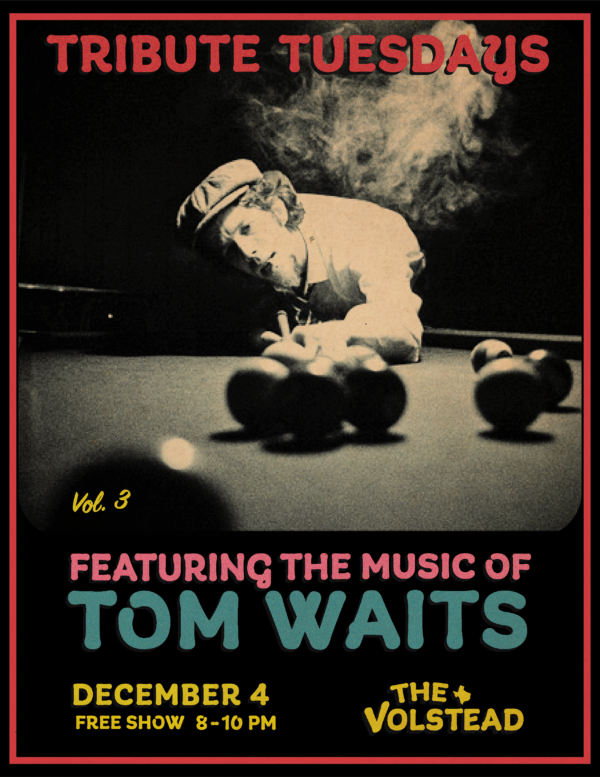 TRIBUTE TUESDAYS
Vol. 3
FEATURING THE MUSIC OF
TOM WAITS
DECEMBER 4
FREE SHOW 8-10 PM
THE
VOLSTEAD